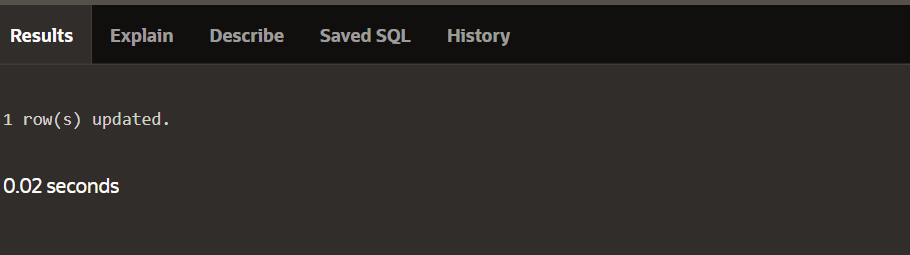 Results Explain Describe Saved SQL History
1 row(s) updated.
0.02 seconds